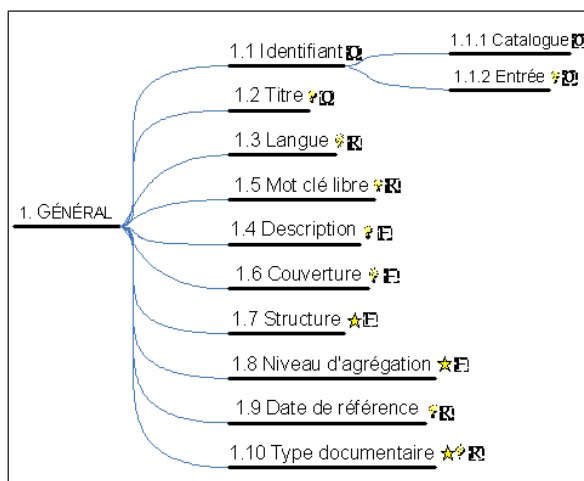 1. GÉNÉRAL
1.1 Identifiant O
1.1.1 Catalogue O
1.1.2 Entrée O
1.2 Titre O
1.3 Langue R
1.5 Mot clé libre R
1.4 Description F
1.6 Couverture F
1.7 Structure F
1.8 Niveau d'agrégation F
1.9 Date de référence R
1.10 Type documentaire R